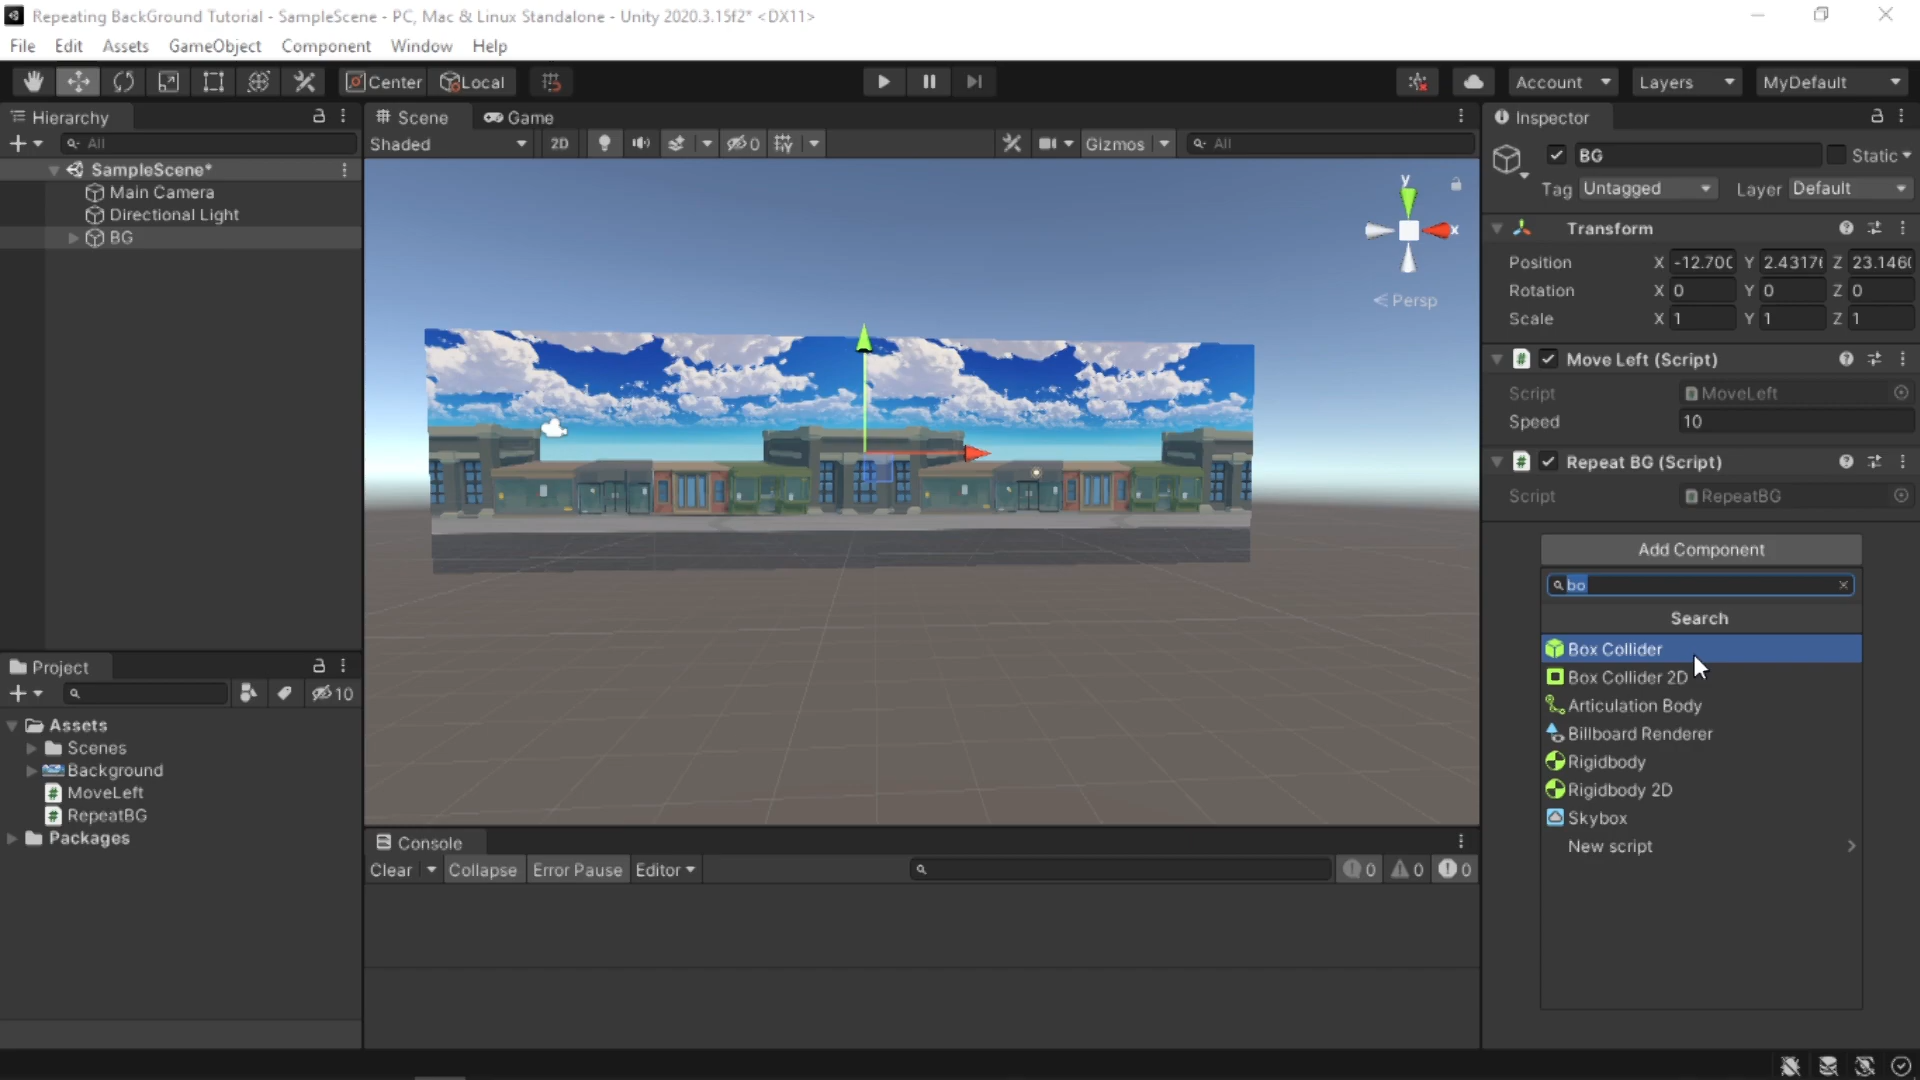 Repeating BackGround Tutorial - SampleScene - PC, Mac & Linux Standalone - Unity 2020.3.15f2* <DX11>
File Edit Assets GameObject Component Window Help
Center Local Account Layers MyDefault
Hierarchy
All
SampleScene*
Main Camera
Directional Light
BG
Scene Game
Shaded 2D 0 Gizmos All
y
x
Persp
Inspector
BG Static
Tag Untagged Layer Default
Transform
Position X -12.70 Y 2.4317 Z 23.146
Rotation X 0 Y 0 Z 0
Scale X 1 Y 1 Z 1
Move Left (Script)
Script MoveLeft
Speed 10
Repeat BG (Script)
Script RepeatBG
Add Component
bo
Search
Box Collider
Box Collider 2D
Articulation Body
Billboard Renderer
Rigidbody
Rigidbody 2D
Skybox
New script
Project
10
Assets
Scenes
Background
MoveLeft
RepeatBG
Packages
Console
Clear Collapse Error Pause Editor 0 0 0